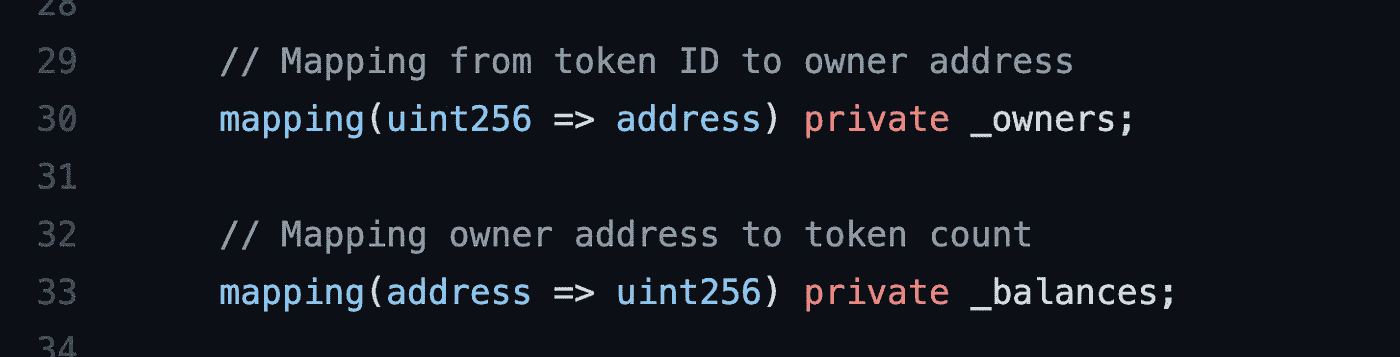 28
29 // Mapping from token ID to owner address
30 mapping(uint256 => address) private _owners;
31
32 // Mapping owner address to token count
33 mapping(address => uint256) private _balances;
34